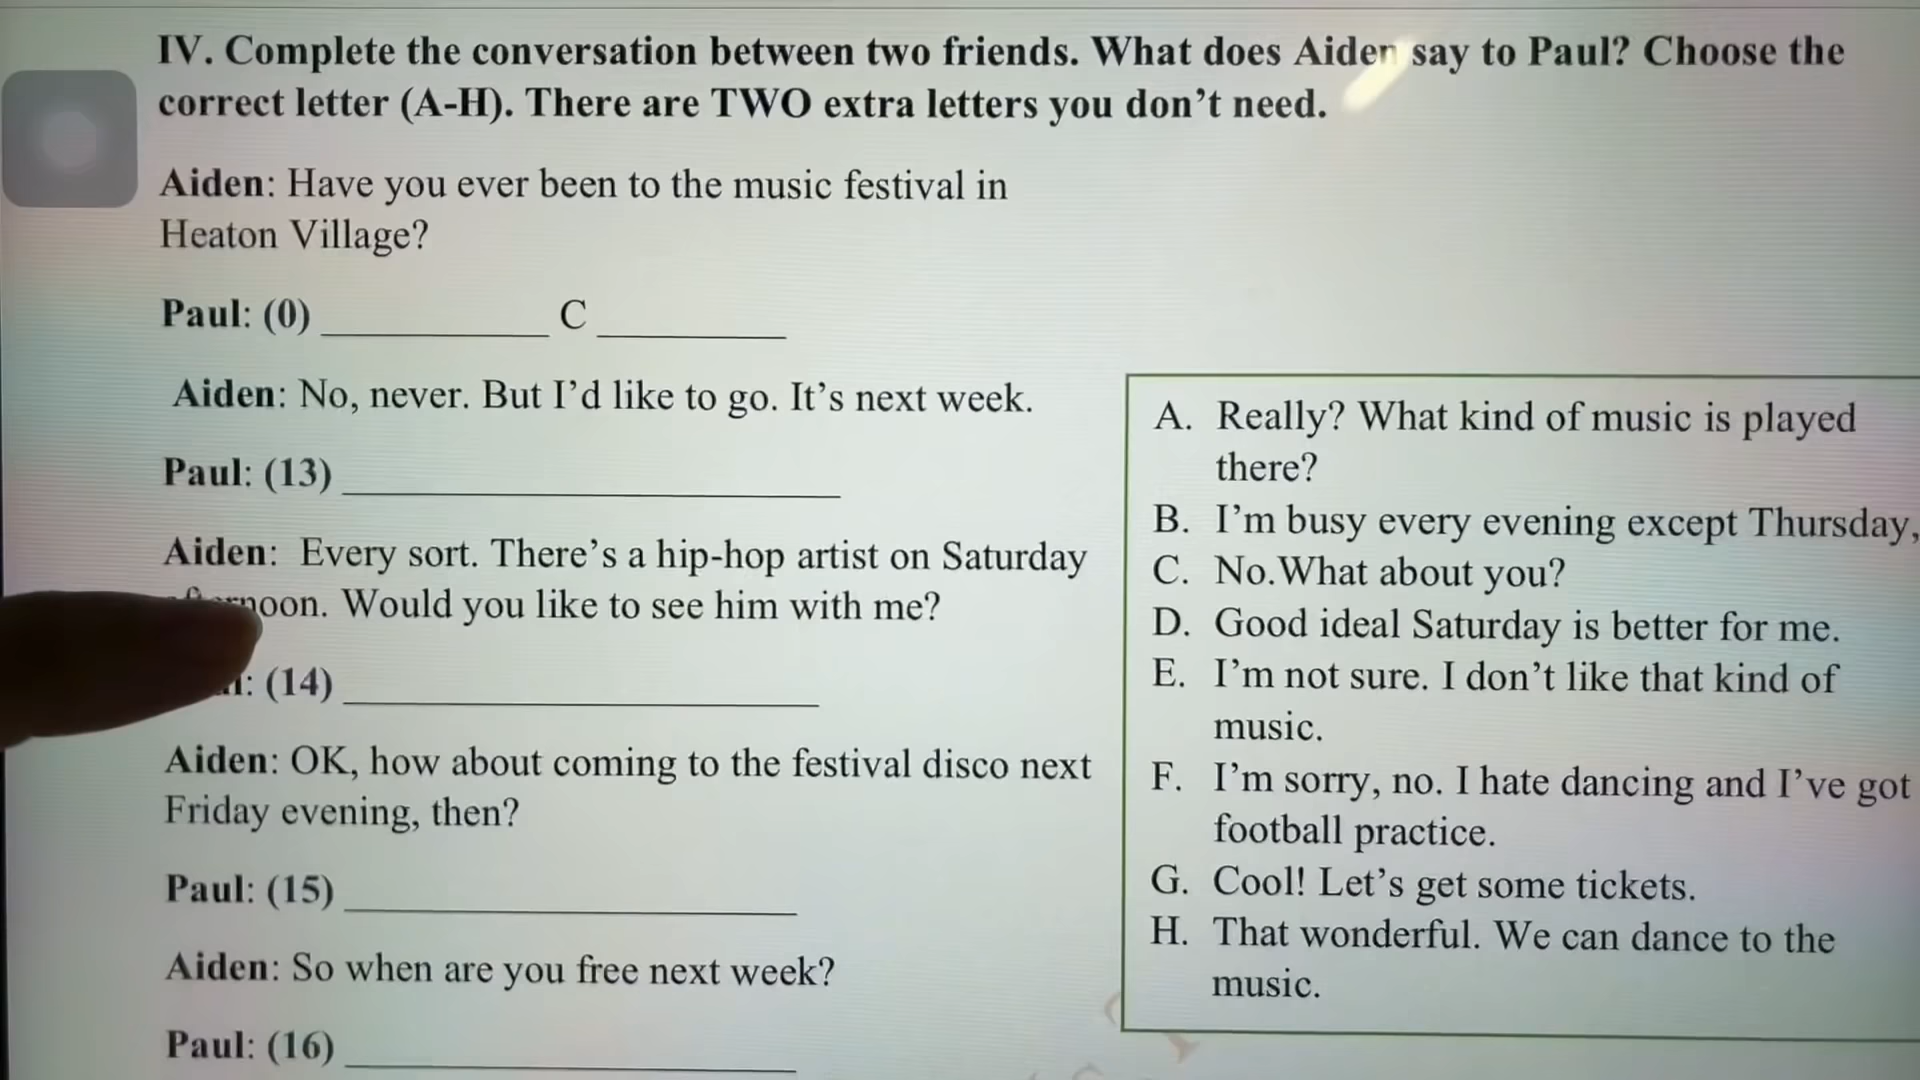 IV. Complete the conversation between two friends. What does Aiden say to Paul? Choose the
correct letter (A-H). There are TWO extra letters you don't need.
Aiden: Have you ever been to the music festival in
Heaton Village?
Paul: (0) __________ C ________
Aiden: No, never. But I'd like to go. It's next week.
Paul: (13) ______________________
Aiden: Every sort. There's a hip-hop artist on Saturday
Would you like to see him with me?
(14) _____________________
Aiden: OK, how about coming to the festival disco next
Friday evening, then?
Paul: (15) ____________________
Aiden: So when are you free next week?
Paul: (16) ____________________
A. Really? What kind of music is played
there?
B. I'm busy every evening except Thursday,
C. No.What about you?
D. Good ideal Saturday is better for me.
E. I'm not sure. I don't like that kind of
music.
F. I'm sorry, no. I hate dancing and I've got
football practice.
G. Cool! Let's get some tickets.
H. That wonderful. We can dance to the
music.